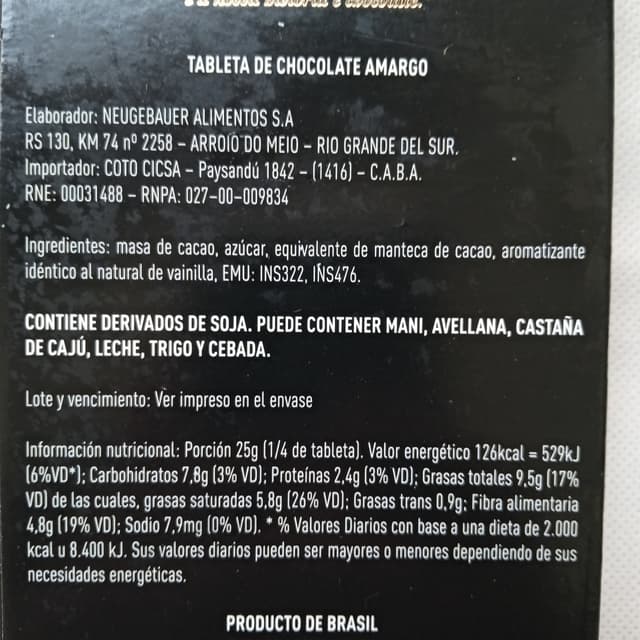 TABLETA DE CHOCOLATE AMARGO
Elaborador: NEUGEBAUER ALIMENTOS S.A
RS 130, KM 74 nº 2258 – ARROIO DO MEIO – RIO GRANDE DEL SUR.
Importador: COTO CICSA – Paysandú 1842 – (1416) – C.A.B.A.
RNE: 00031488 – RNPA: 027-00-009834
Ingredientes: masa de cacao, azúcar, equivalente de manteca de cacao, aromatizante
idéntico al natural de vainilla, EMU: INS322, INS476.
CONTIENE DERIVADOS DE SOJA. PUEDE CONTENER MANI, AVELLANA, CASTAÑA
DE CAJÚ, LECHE, TRIGO Y CEBADA.
Lote y vencimiento: Ver impreso en el envase
Información nutricional: Porción 25g (1/4 de tableta). Valor energético 126kcal = 529kJ
(6%VD*); Carbohidratos 7,8g (3% VD); Proteínas 2,4g (3% VD); Grasas totales 9,5g (17%
VD) de las cuales, grasas saturadas 5,8g (26% VD); Grasas trans 0,9g; Fibra alimentaria
4,8g (19% VD); Sodio 7,9mg (0% VD). * % Valores Diarios con base a una dieta de 2.000
kcal u 8.400 kJ. Sus valores diarios pueden ser mayores o menores dependiendo de sus
necesidades energéticas.
PRODUCTO DE BRASIL